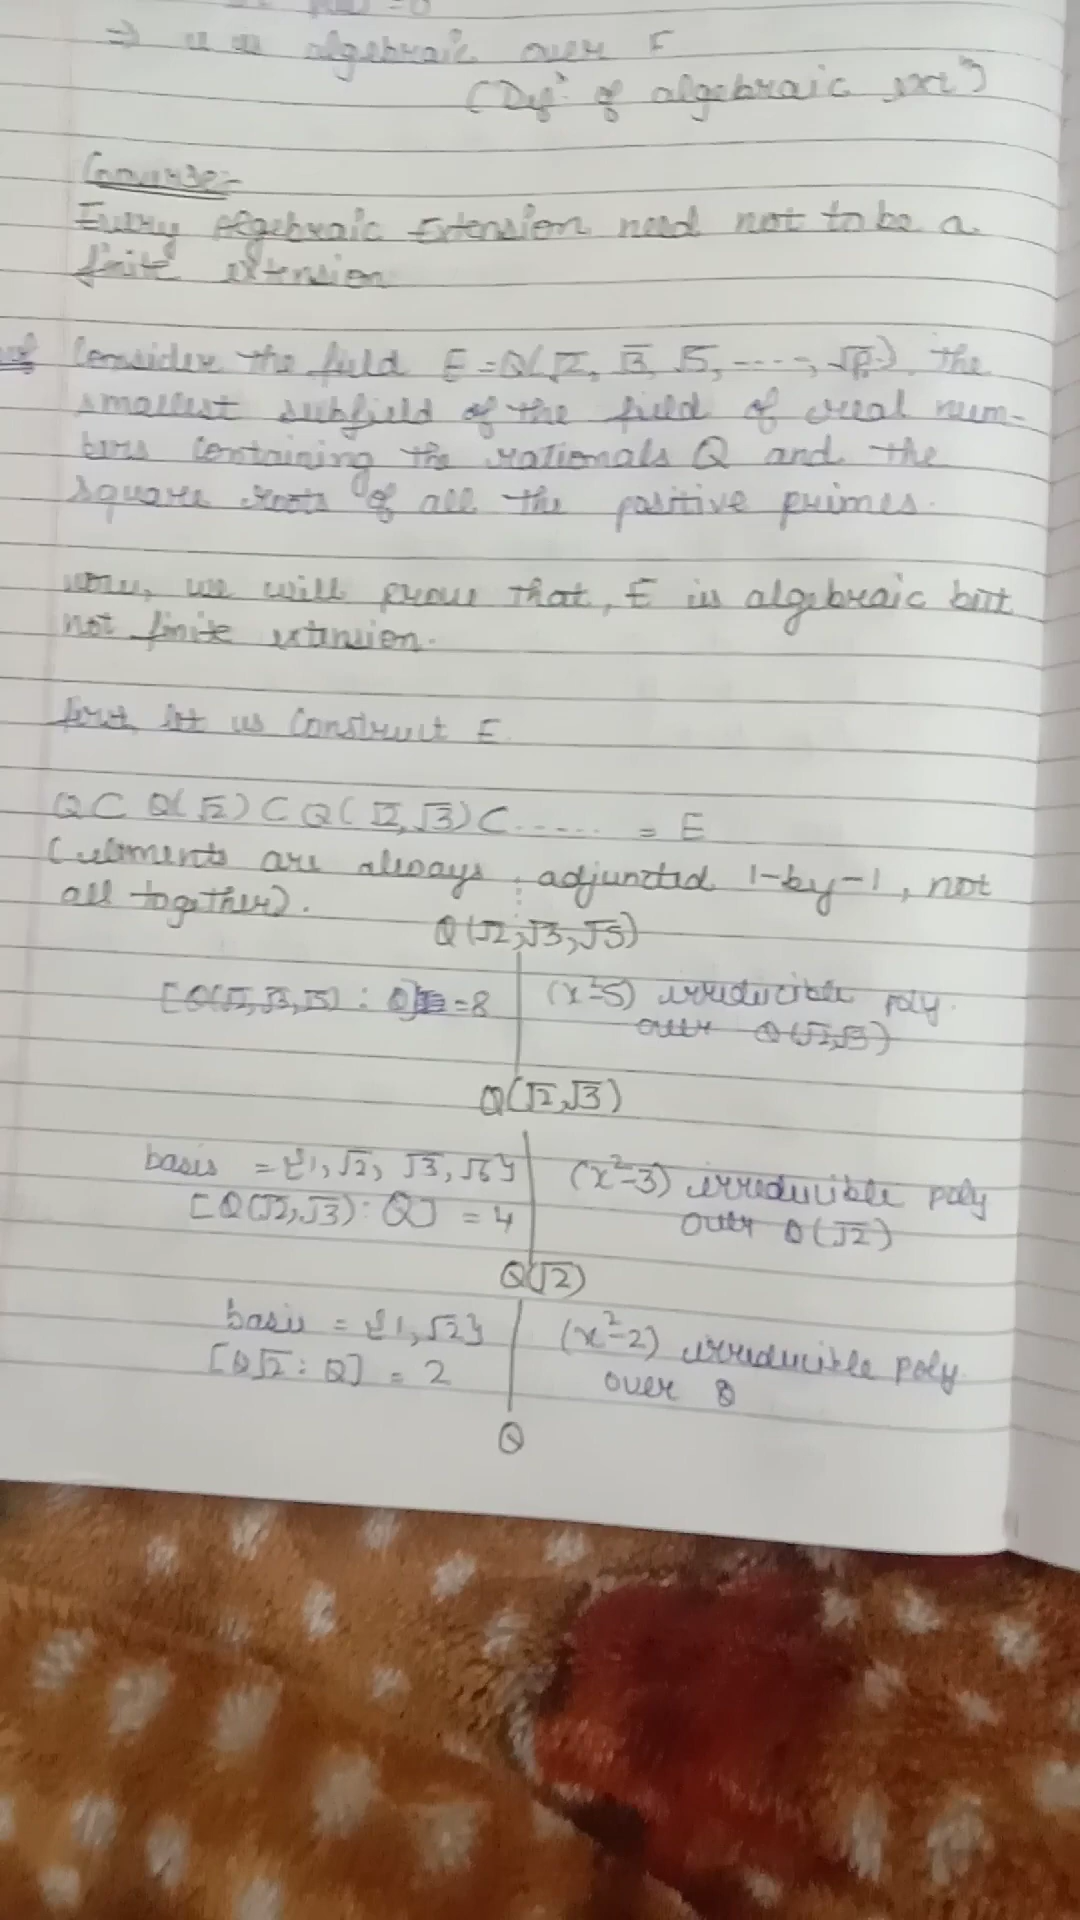 = 0
⇒ u is algebraic over F
(Defⁿ of algebraic extⁿ)
Converse:-
Every Algebraic Extension need not to be a
finite extension
Consider the field E = Q(√2, √3, √5, ----, √p..). The
smallest subfield of the field of real num-
bers containing the rationals Q and the
square roots of all the positive primes.
now, we will prove that, E is algebraic but
not finite extension.
first, let us construct E
Q ⊂ Q(√2) ⊂ Q(√2, √3) ⊂ ..... = E
(elements are always adjuncted 1-by-1, not
all together).
Q(√2, √3, √5)
[Q(√2, √3, √5) : Q] = 8 (x²-5) irreducible poly.
over Q(√2, √3)
Q(√2, √3)
basis = {1, √2, √3, √6} (x²-3) irreducible poly
[Q(√2, √3) : Q] = 4 over Q(√2)
Q(√2)
basis = {1, √2} (x²-2) irreducible poly.
[Q√2 : Q] = 2 over Q
Q